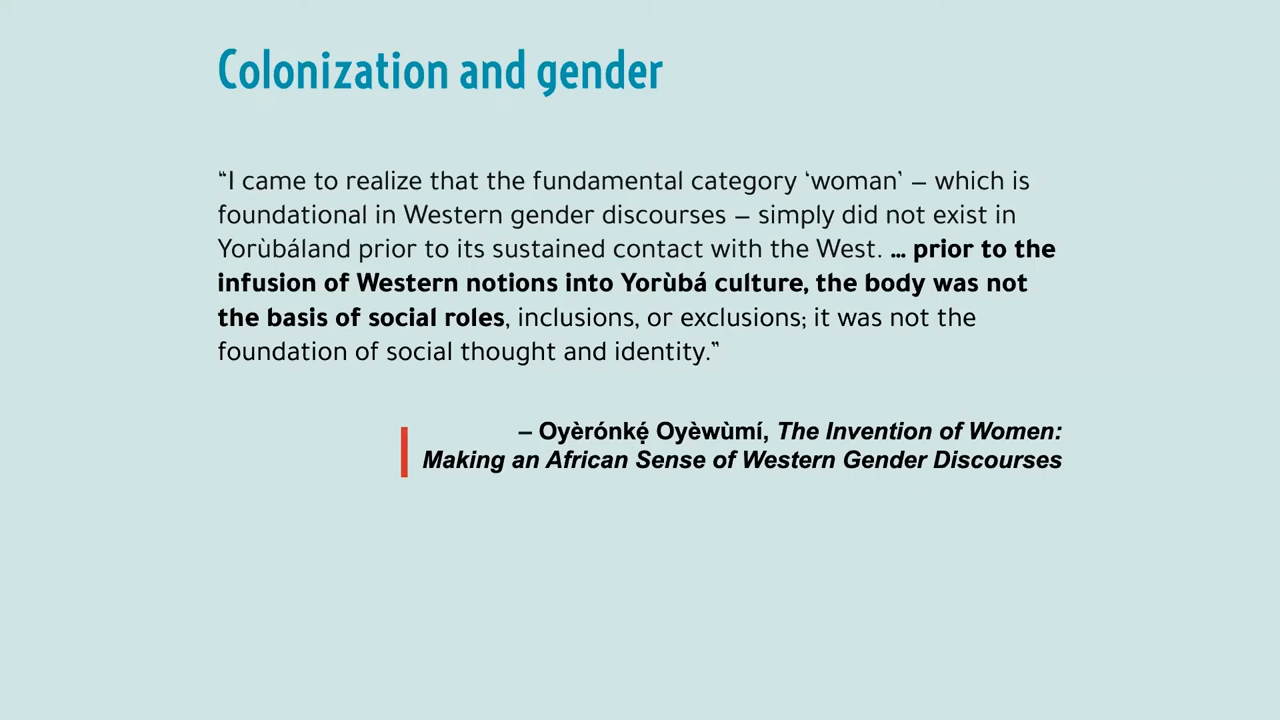 Colonization and gender
“I came to realize that the fundamental category ‘woman’ – which is
foundational in Western gender discourses – simply did not exist in
Yorùbáland prior to its sustained contact with the West. ... prior to the
infusion of Western notions into Yorùbá culture, the body was not
the basis of social roles, inclusions, or exclusions; it was not the
foundation of social thought and identity.”
– Oyèrónkẹ́ Oyèwùmí, The Invention of Women:
Making an African Sense of Western Gender Discourses